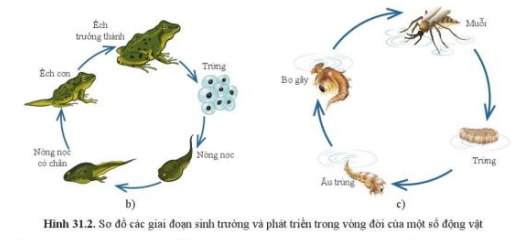 Ếch
trưởng thành
Ếch con
Trứng
Nòng nọc
có chân
Nòng nọc
b)
Muỗi
Bọ gậy
Trứng
Ấu trùng
c)
Hình 31.2. Sơ đồ các giai đoạn sinh trưởng và phát triển trong vòng đời của một số động vật